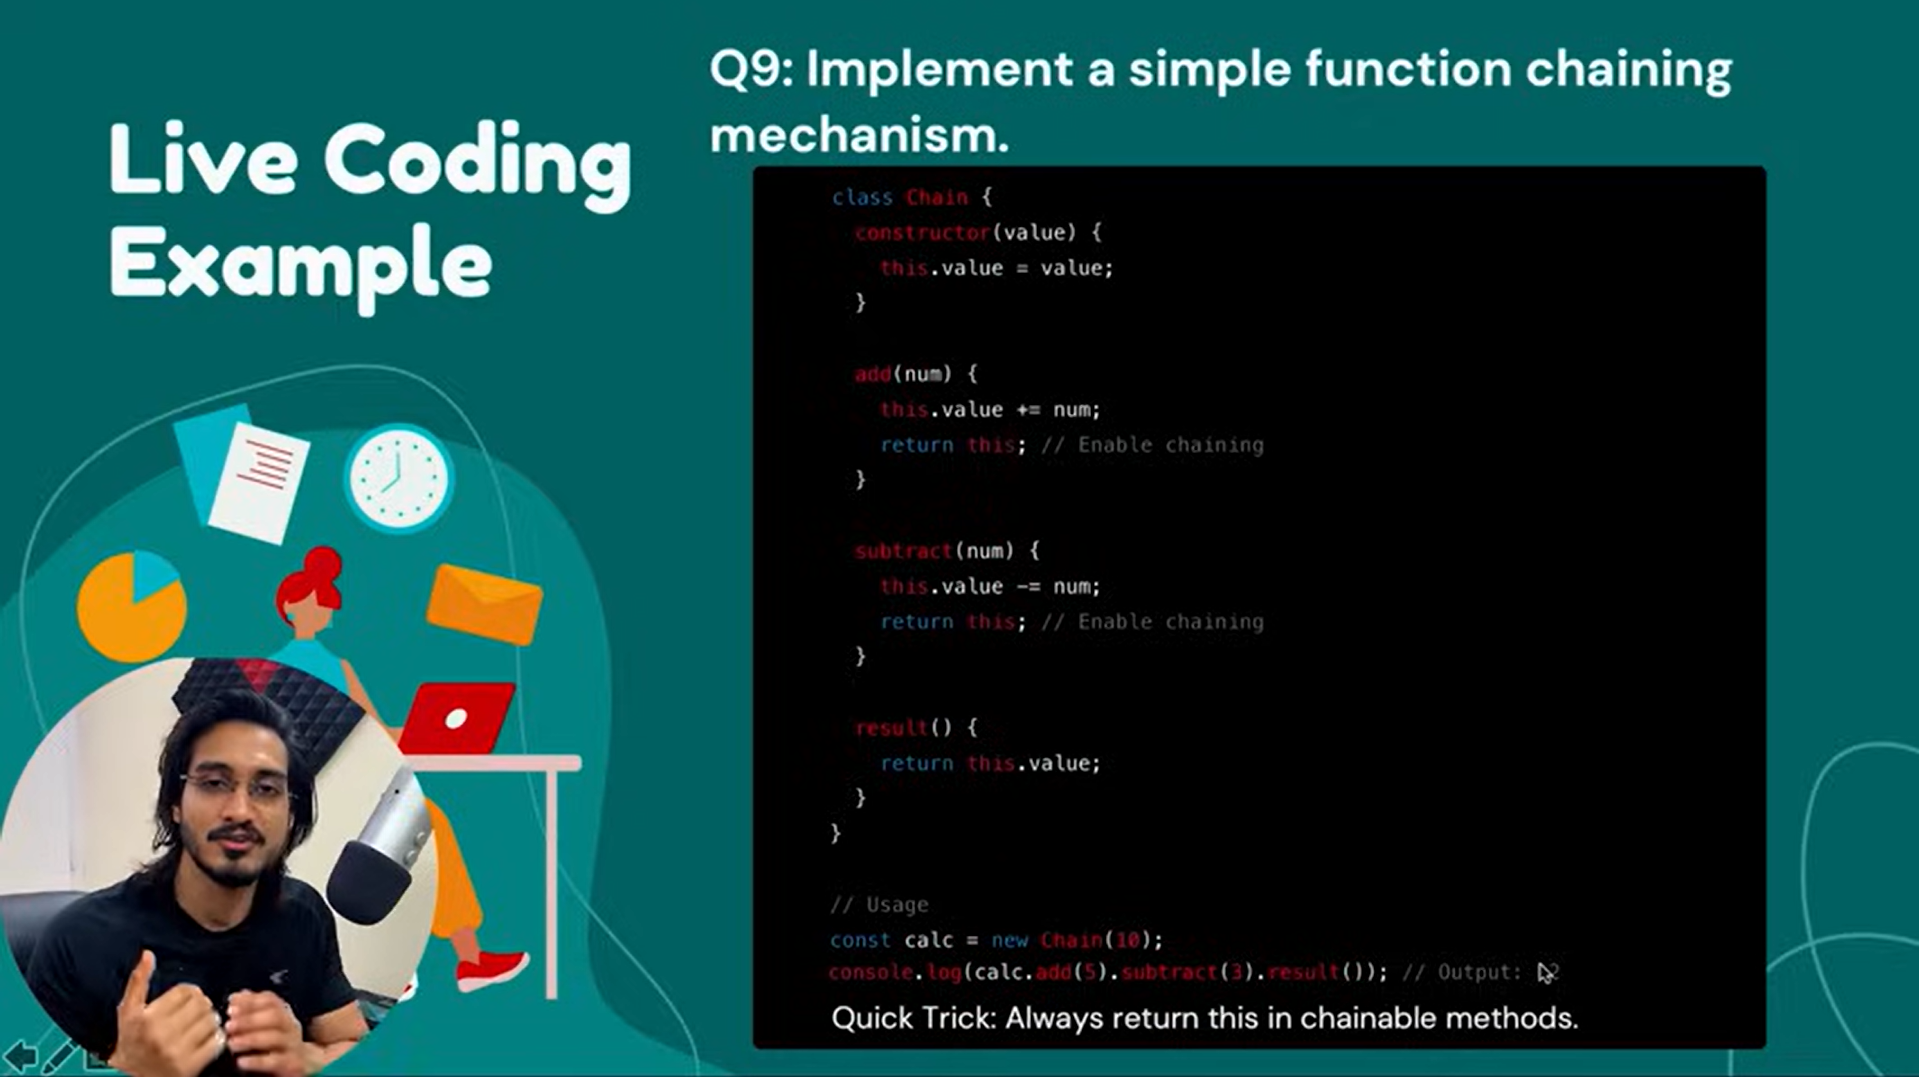 Live Coding
Example
Q9: Implement a simple function chaining
mechanism.
class Chain {
constructor(value) {
this.value = value;
}
add(num) {
this.value += num;
return this; // Enable chaining
}
subtract(num) {
this.value -= num;
return this; // Enable chaining
}
result() {
return this.value;
}
}
// Usage
const calc = new Chain(10);
console.log(calc.add(5).subtract(3).result()); // Output:
Quick Trick: Always return this in chainable methods.